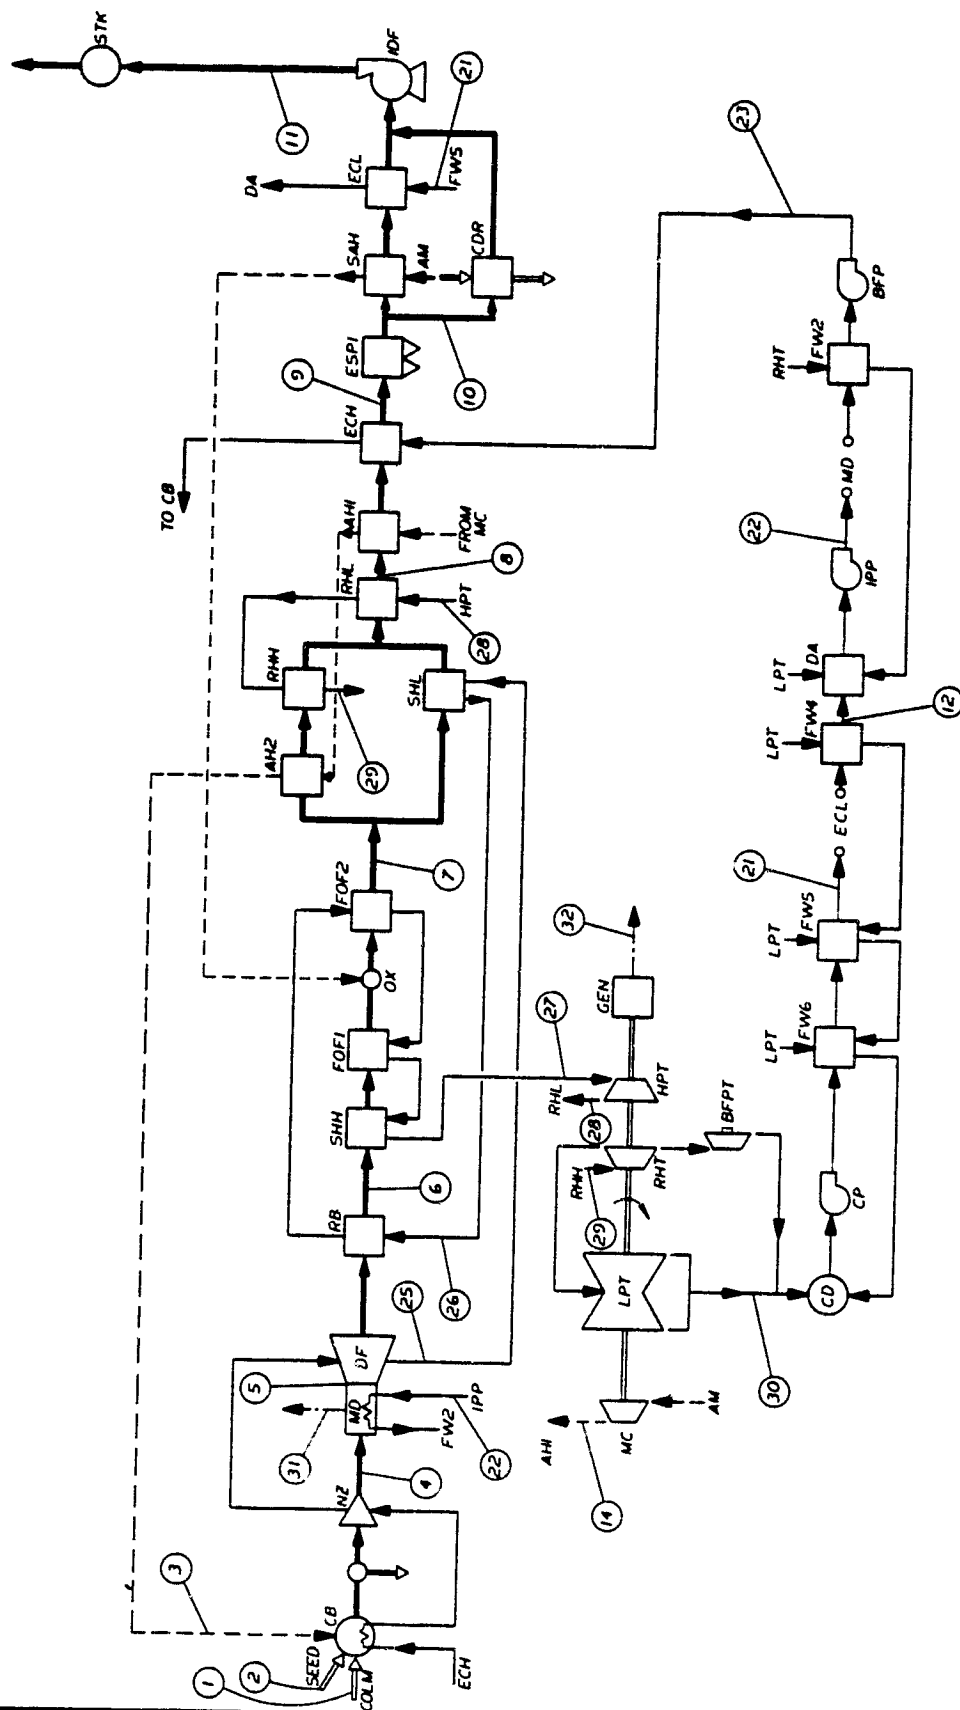 STK
11
IDF
DA
ECL
21
FW5
SAH
AM
CDR
23
ESP1
10
9
ECH
TO CB
AH1
FROM MC
8
RHL
HPT
28
RHH
SHL
29
AH2
7
FOF2
OX
FOF1
SHH
6
RB
26
25
DF
5
MD
31
IPP
FW2
22
4
NZ
3
CB
SEED
2
1
COLM
ECH
BFP
FW2
RHT
MD
22
IPP
DA
LPT
12
FW4
LPT
ECL
21
FW5
LPT
FW6
LPT
CP
CD
30
32
GEN
27
HPT
RHL
28
BFPT
RHT
RHH
29
LPT
MC
AM
AH1
14